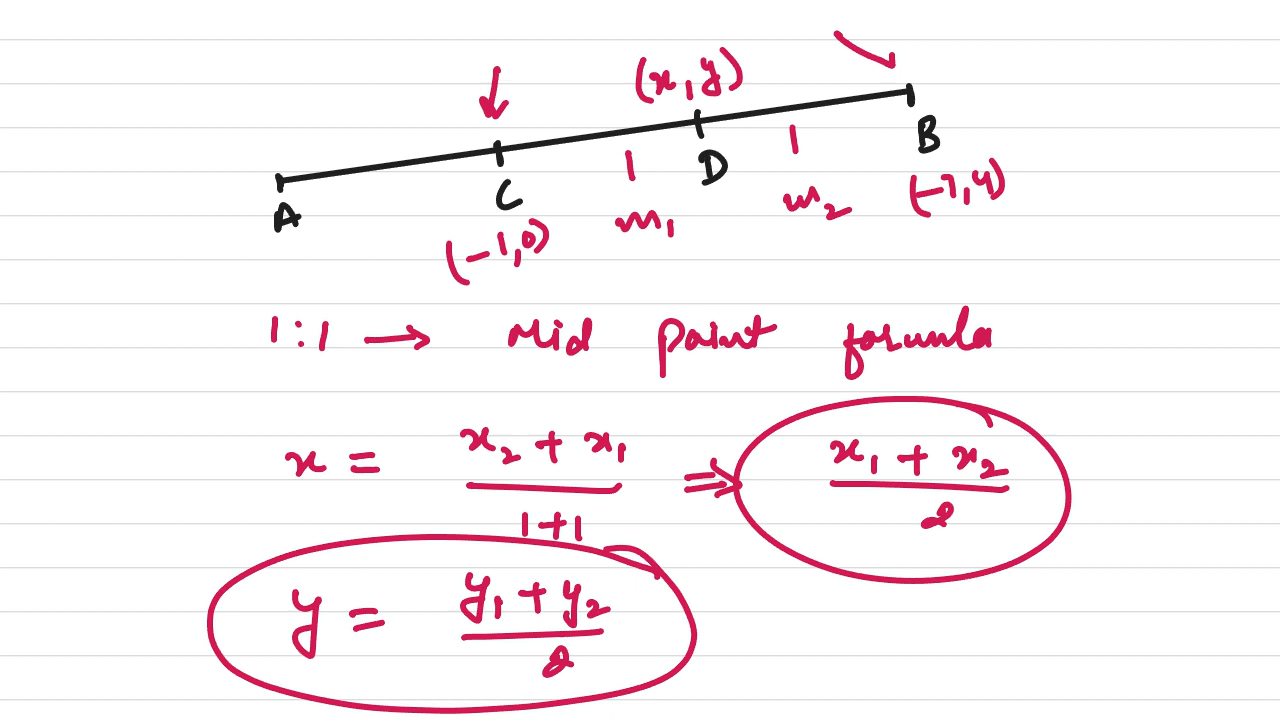 (x, y)
A C 1 D 1 B
(-1, 0) m₁ m₂ (-7, 4)
1 : 1 → Mid point formula
x = x₂ + x₁ / 1 + 1 ⇒ x₁ + x₂ / 2
y = y₁ + y₂ / 2